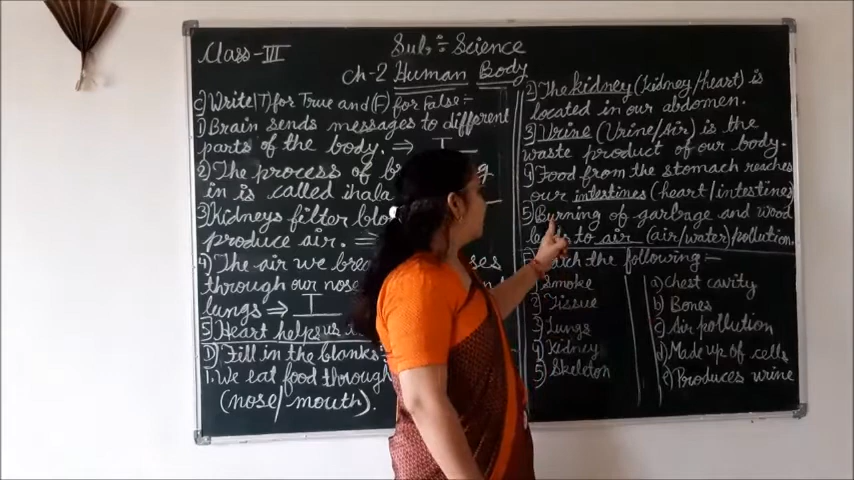 Class-III
Sub:- Science
Ch-2 Human Body
C) Write (T) for True and (F) for False :-
1) Brain sends messages to different
parts of the body. → T
2) The process of
in is called inhala
3) Kidneys filter blood
produce air. ⇒
4) The air we brea
through our nose
lungs ⇒ T
5) Heart helps
D) Fill in the blanks
1. We eat food through
(nose/mouth)
2) The kidney (kidney/heart) is
located in our abdomen.
3) Urine (Urine/air) is the
waste product of our body.
4) Food from the stomach reaches
our intestines (heart/intestines)
5) Burning of garbage and wood
to air (air/water) pollution.
the following :-
1. Smoke
2. Tissue
3. Lungs
4. Kidney
5) Skeleton
a) Chest cavity
b) Bones
c) Air pollution
d) Made up of cells
e) Produces urine